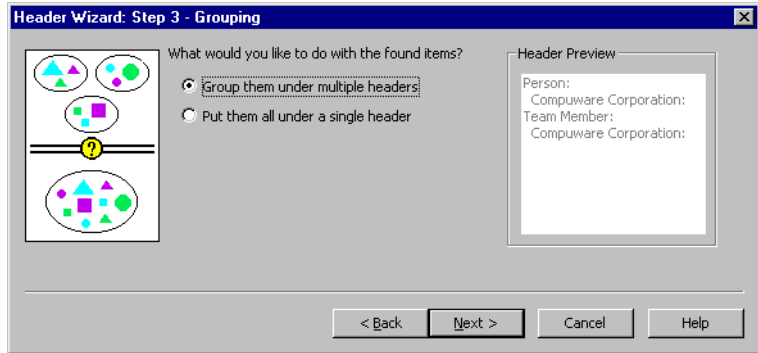 Header Wizard: Step 3 - Grouping
What would you like to do with the found items?
Group them under multiple headers
Put them all under a single header
Header Preview
Person:
Compuware Corporation:
Team Member:
Compuware Corporation:
?
< Back
Next >
Cancel
Help